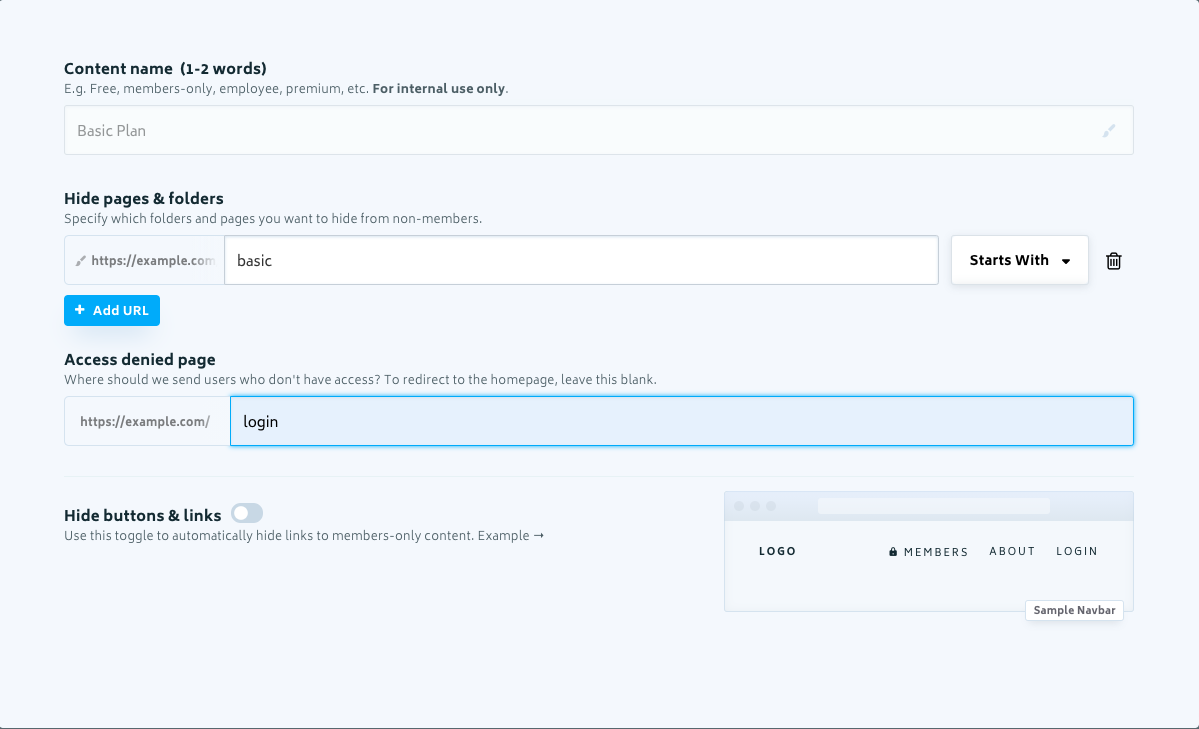 Content name (1-2 words)
E.g. Free, members-only, employee, premium, etc. For internal use only.
Basic Plan
Hide pages & folders
Specify which folders and pages you want to hide from non-members.
https://example.com basic Starts With
+ Add URL
Access denied page
Where should we send users who don't have access? To redirect to the homepage, leave this blank.
https://example.com/ login
Hide buttons & links
Use this toggle to automatically hide links to members-only content. Example →
LOGO MEMBERS ABOUT LOGIN
Sample Navbar